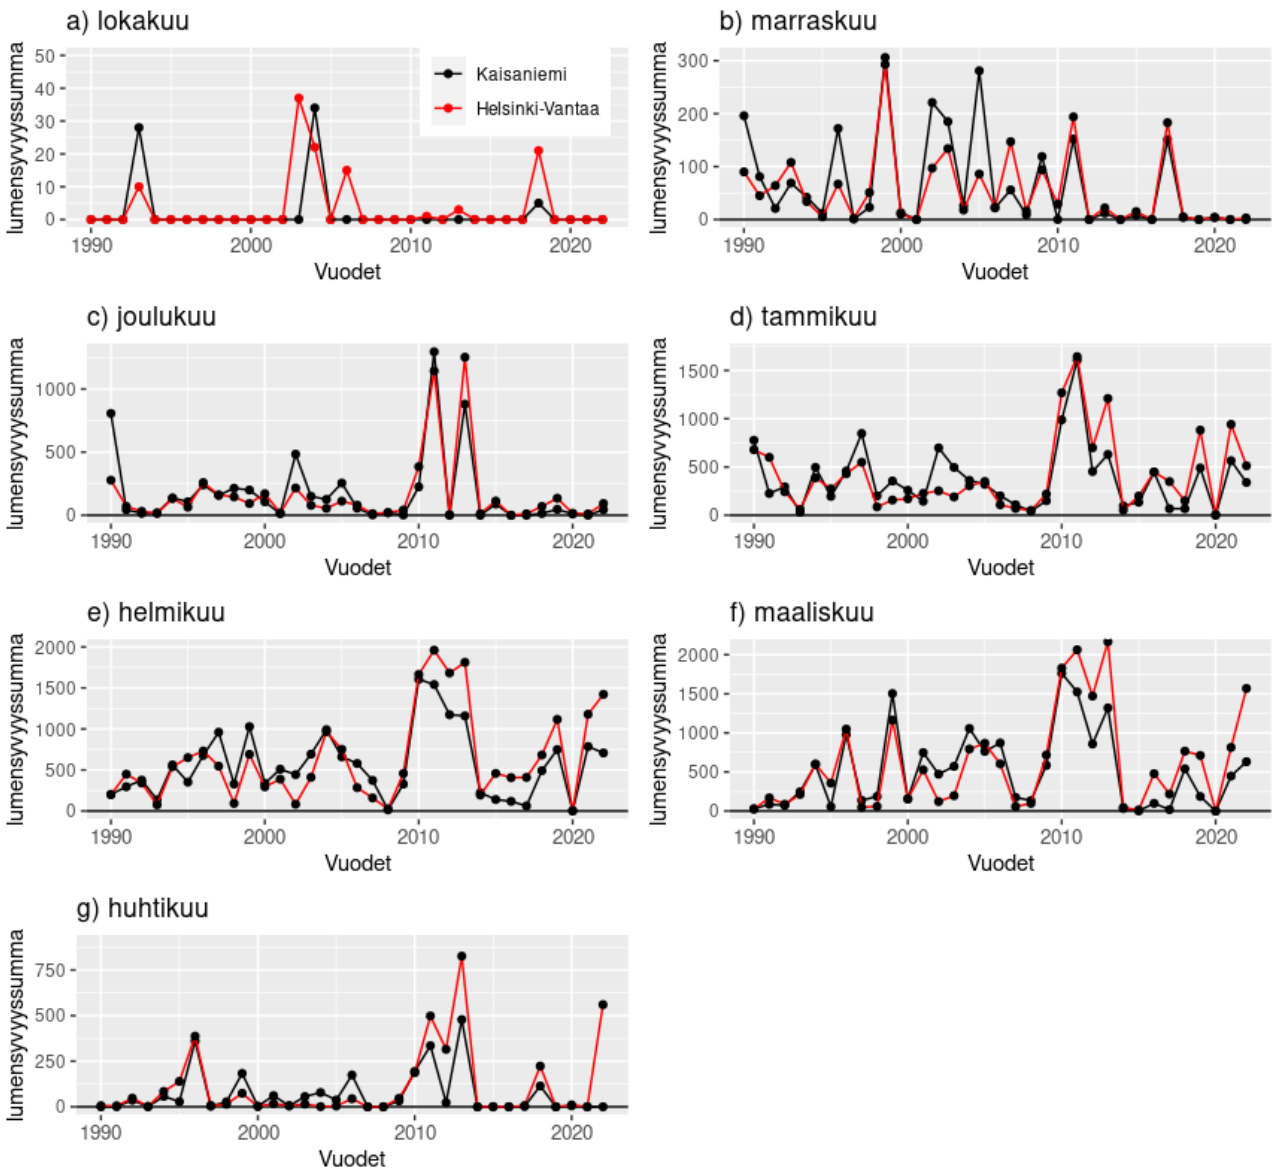 a) lokakuu
lumensyvyyssumma
50
40
30
20
10
0
Kaisaniemi
Helsinki-Vantaa
1990
2000
2010
2020
Vuodet
b) marraskuu
lumensyvyyssumma
300
200
100
0
1990
2000
2010
2020
Vuodet
c) joulukuu
lumensyvyyssumma
1000
500
0
1990
2000
2010
2020
Vuodet
d) tammikuu
lumensyvyyssumma
1500
1000
500
0
1990
2000
2010
2020
Vuodet
e) helmikuu
lumensyvyyssumma
2000
1500
1000
500
0
1990
2000
2010
2020
Vuodet
f) maaliskuu
lumensyvyyssumma
2000
1500
1000
500
0
1990
2000
2010
2020
Vuodet
g) huhtikuu
lumensyvyyssumma
750
500
250
0
1990
2000
2010
2020
Vuodet